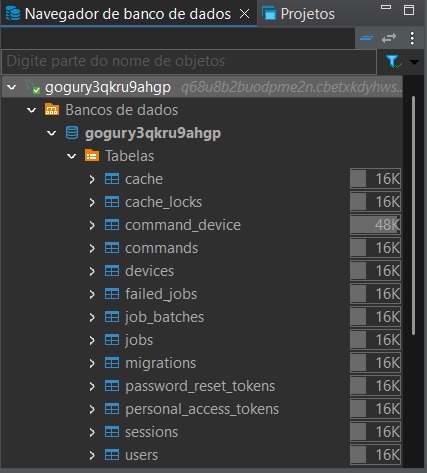 Navegador de banco de dados Projetos
Digite parte do nome de objetos
gogury3qkru9ahgp q68u8b2buodpme2n.cbetxkdyhws...
Bancos de dados
gogury3qkru9ahgp
Tabelas
cache 16K
cache_locks 16K
command_device 48K
commands 16K
devices 16K
failed_jobs 16K
job_batches 16K
jobs 16K
migrations 16K
password_reset_tokens 16K
personal_access_tokens 16K
sessions 16K
users 16K